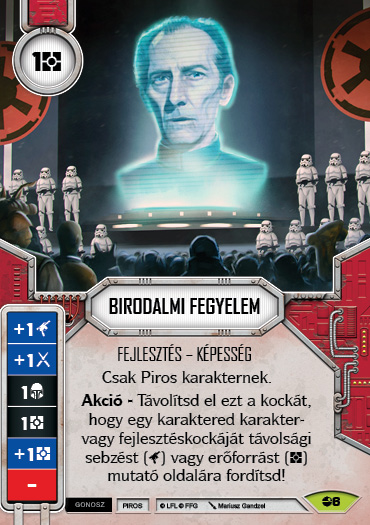 1
BIRODALMI FEGYELEM
FEJLESZTÉS – KÉPESSÉG
Csak Piros karakternek.
Akció - Távolítsd el ezt a kockát,
hogy egy karaktered karakter-
vagy fejlesztéskockáját távolsági
sebzést () vagy erőforrást ()
mutató oldalára fordítsd!
+1
+1
1
1
+1
–
GONOSZ PIROS © LFL © FFG Mariusz Gandzel 6